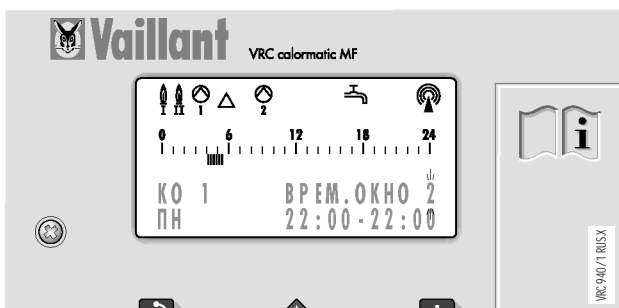 Vaillant
VRC calormatic MF
I II 1 2
0 6 12 18 24
КО 1 ВРЕМ.ОКНО 2
ПН 22:00-22:00
i
VRC 940/1 RUS.X